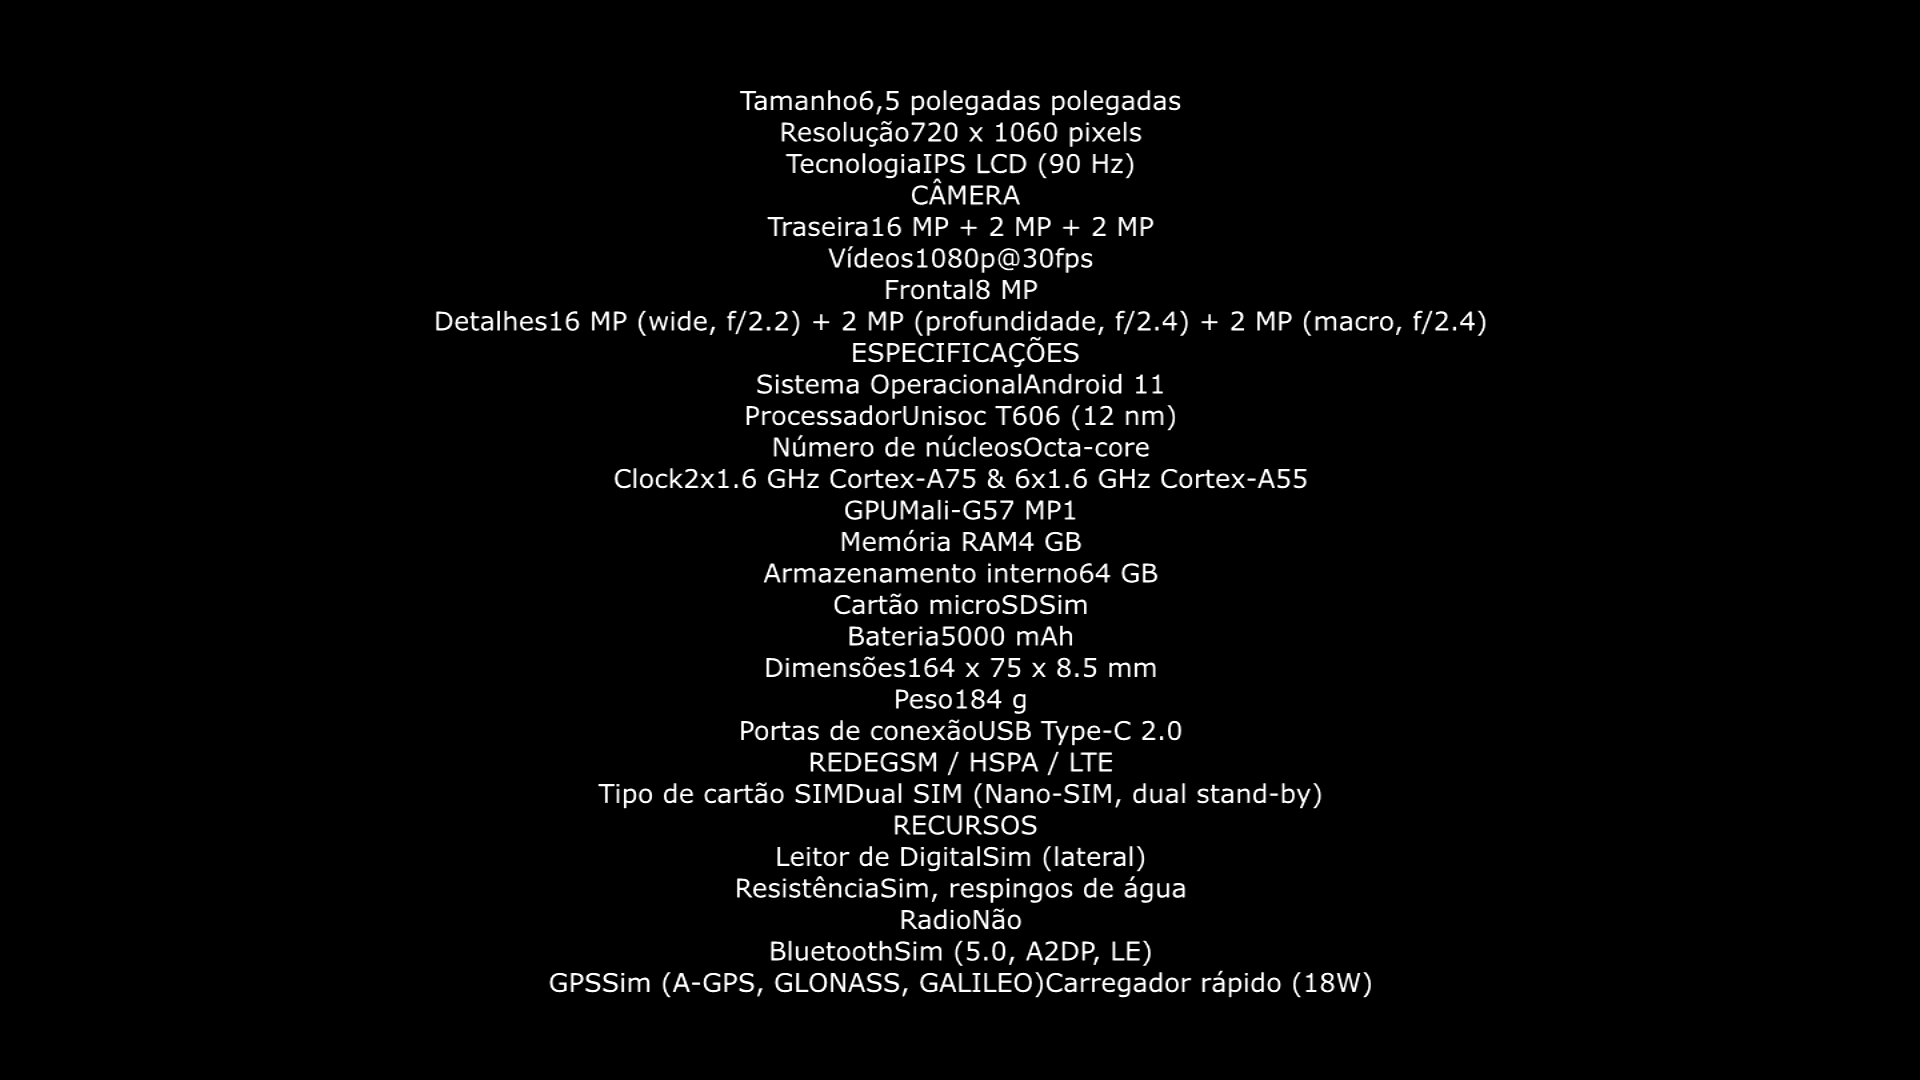 Tamanho6,5 polegadas polegadas
Resolução720 x 1060 pixels
TecnologiaIPS LCD (90 Hz)
CÂMERA
Traseira16 MP + 2 MP + 2 MP
Vídeos1080p@30fps
Frontal8 MP
Detalhes16 MP (wide, f/2.2) + 2 MP (profundidade, f/2.4) + 2 MP (macro, f/2.4)
ESPECIFICAÇÕES
Sistema OperacionalAndroid 11
ProcessadorUnisoc T606 (12 nm)
Número de núcleosOcta-core
Clock2x1.6 GHz Cortex-A75 & 6x1.6 GHz Cortex-A55
GPUMali-G57 MP1
Memória RAM4 GB
Armazenamento interno64 GB
Cartão microSDSim
Bateria5000 mAh
Dimensões164 x 75 x 8.5 mm
Peso184 g
Portas de conexãoUSB Type-C 2.0
REDEGSM / HSPA / LTE
Tipo de cartão SIMDual SIM (Nano-SIM, dual stand-by)
RECURSOS
Leitor de DigitalSim (lateral)
ResistênciaSim, respingos de água
RadioNão
BluetoothSim (5.0, A2DP, LE)
GPSSim (A-GPS, GLONASS, GALILEO)Carregador rápido (18W)